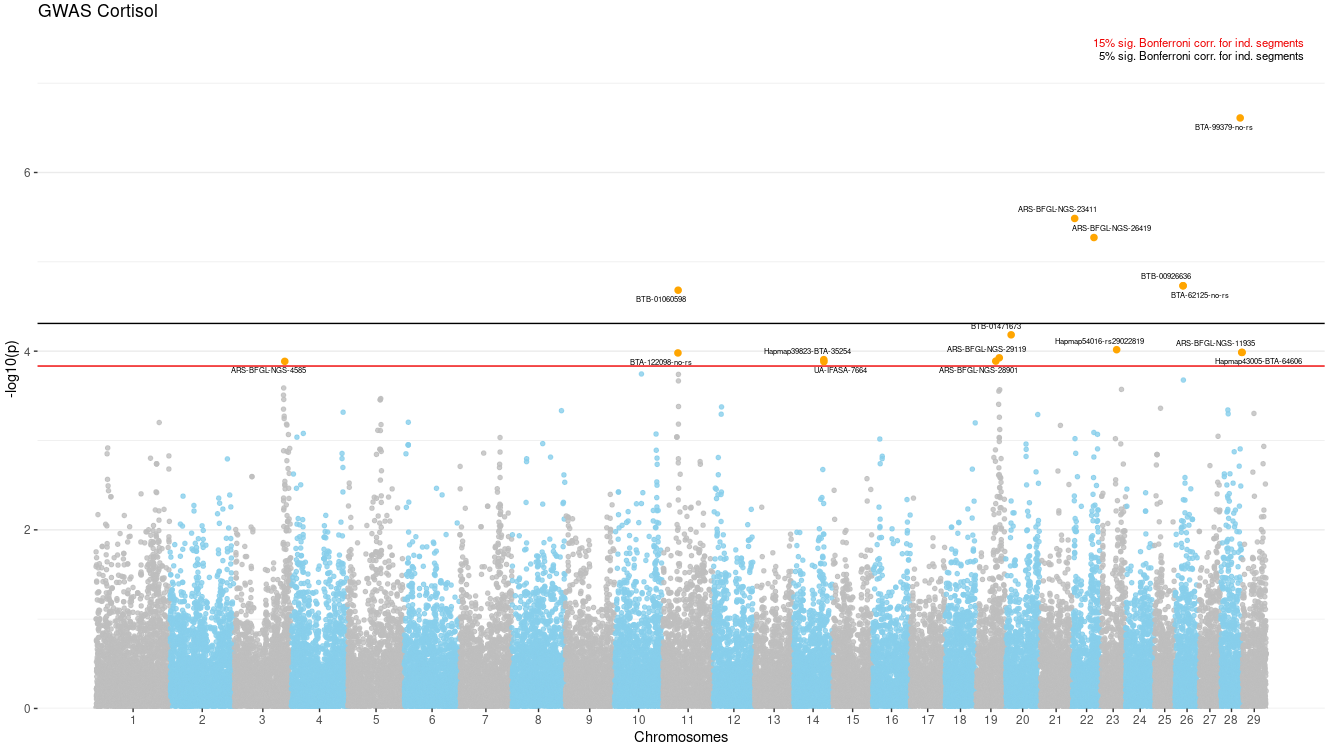 GWAS Cortisol
15% sig. Bonferroni corr. for ind. segments
5% sig. Bonferroni corr. for ind. segments
BTA-99379-no-rs
ARS-BFGL-NGS-23411
ARS-BFGL-NGS-26419
BTB-00926636
BTA-62125-no-rs
BTB-01060598
BTB-01471673
Hapmap54016-rs29022819
ARS-BFGL-NGS-11935
Hapmap39823-BTA-35254
ARS-BFGL-NGS-29119
BTA-122098-no-rs
Hapmap43005-BTA-64606
ARS-BFGL-NGS-4585
UA-IFASA-7664
ARS-BFGL-NGS-28901
-log10(p)
6
4
2
0
1 2 3 4 5 6 7 8 9 10 11 12 13 14 15 16 17 18 19 20 21 22 23 24 25 26 27 28 29
Chromosomes